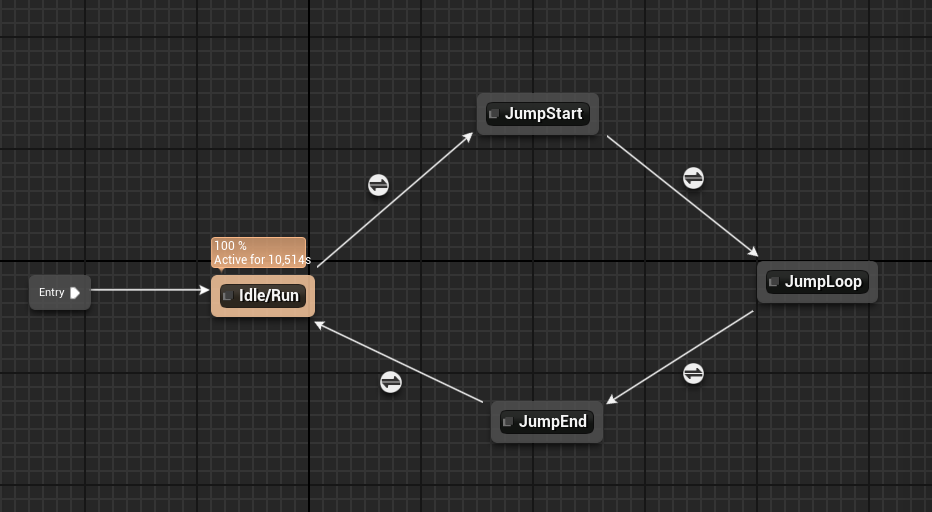 JumpStart
100 %
Active for 10,514s
Entry
Idle/Run
JumpLoop
JumpEnd